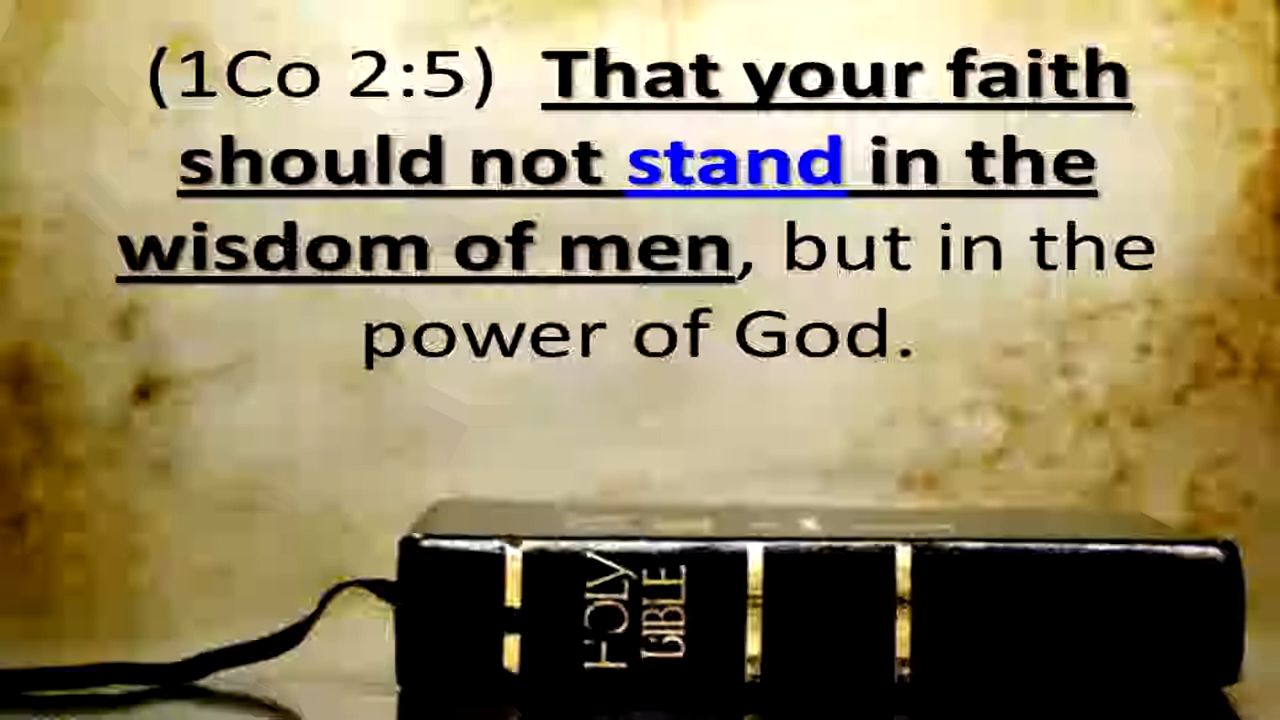 (1Co 2:5)  That your faith
should not stand in the
wisdom of men, but in the
power of God.
HOLY
BIBLE